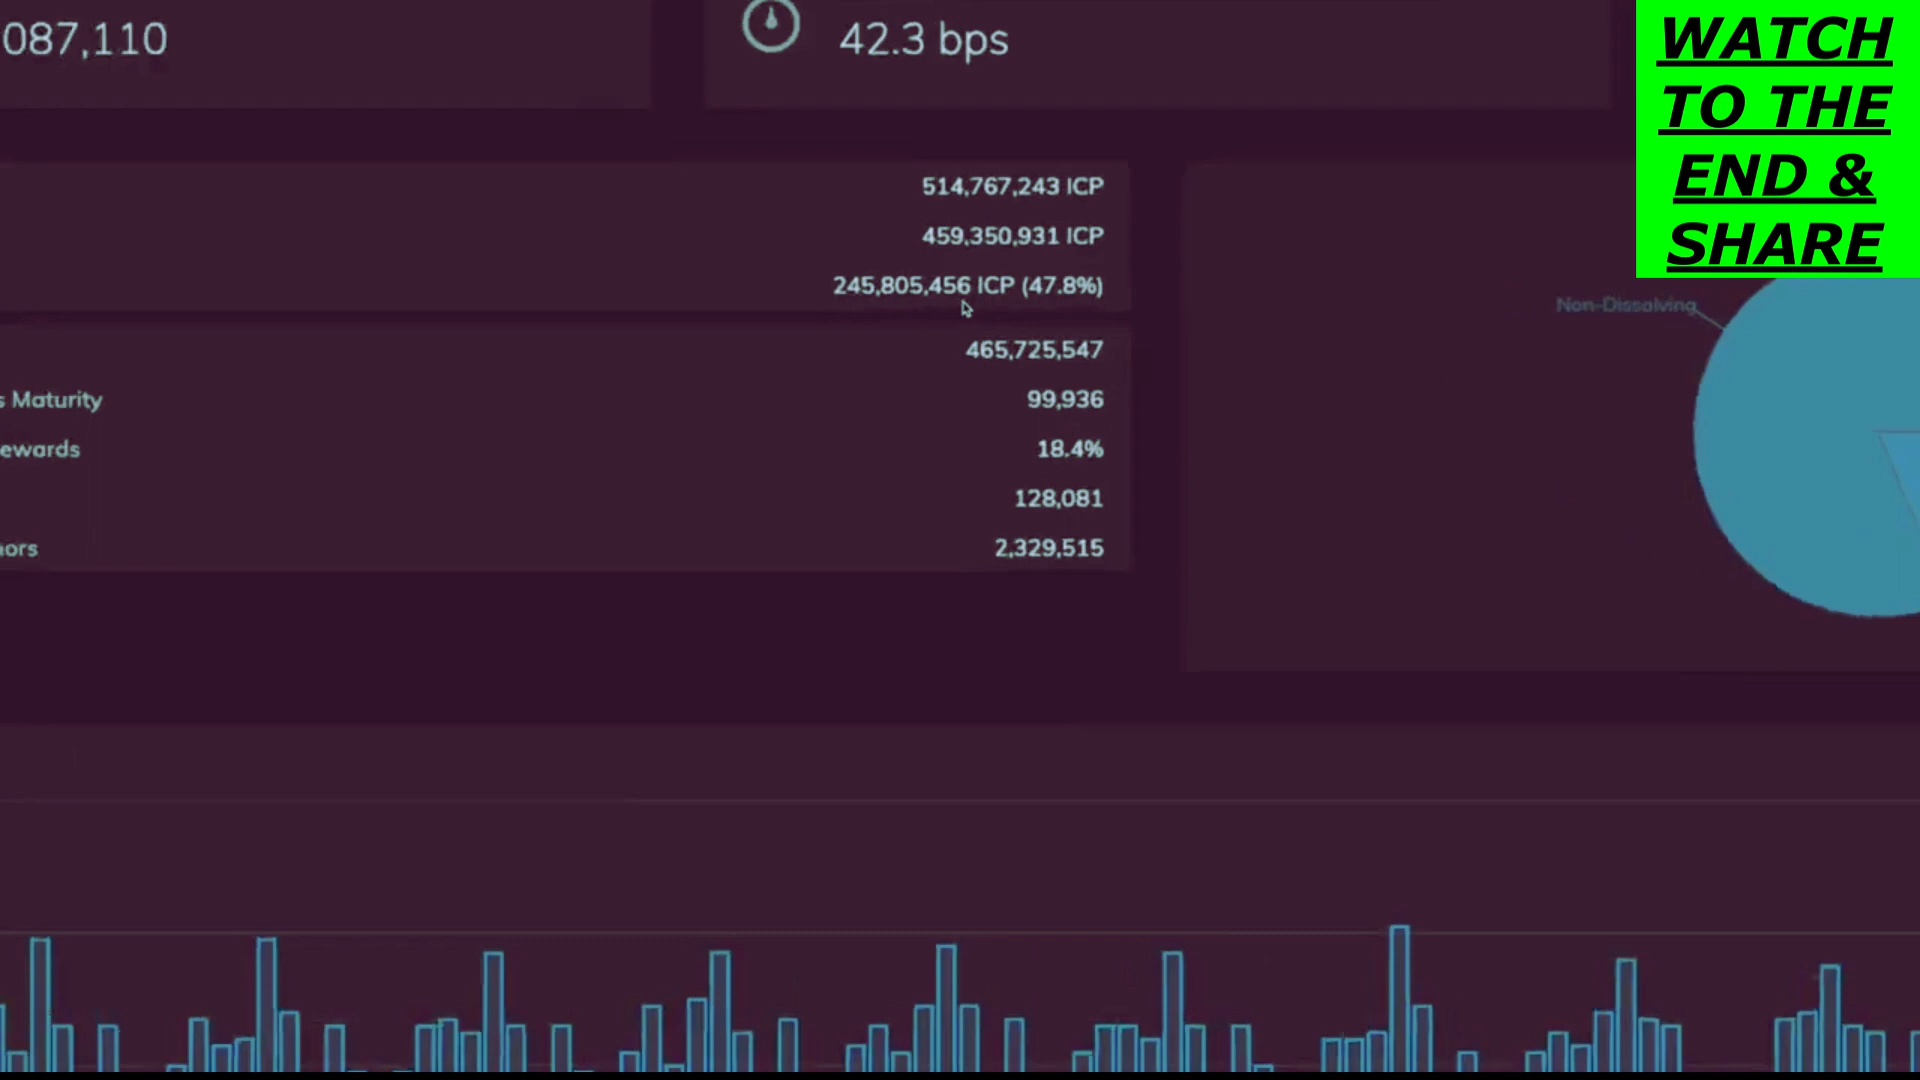 087,110
42.3 bps
WATCH
TO THE
END &
SHARE
514,767,243 ICP
459,350,931 ICP
245,805,456 ICP (47.8%)
465,725,547
s Maturity 99,936
ewards 18.4%
128,081
nors 2,329,515
Non-Dissolving